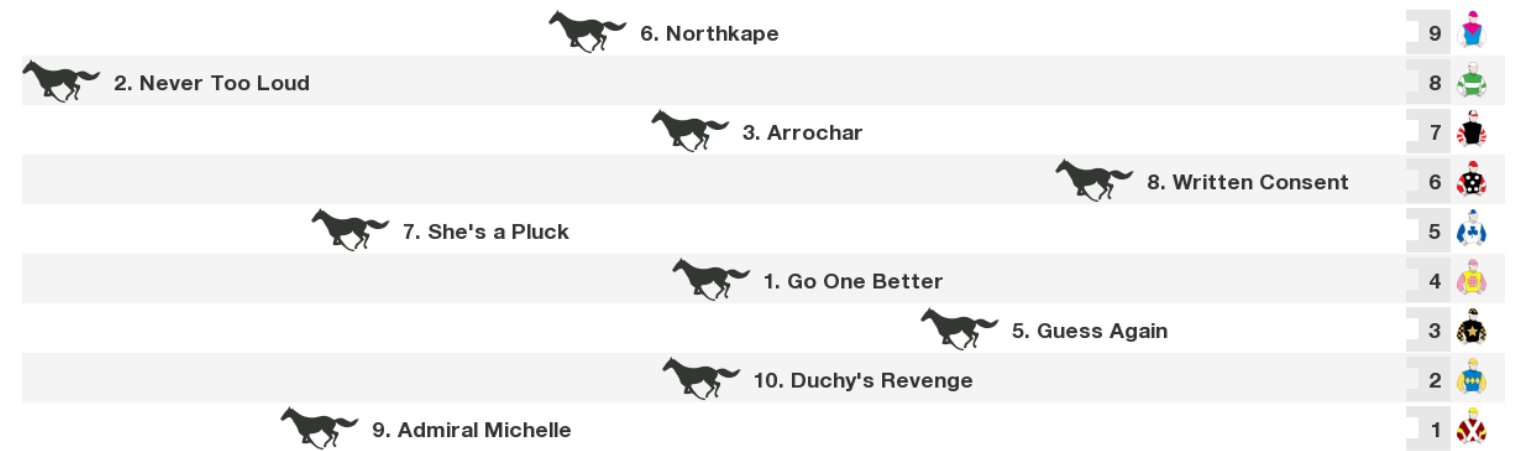 6. Northkape 9
2. Never Too Loud 8
3. Arrochar 7
8. Written Consent 6
7. She's a Pluck 5
1. Go One Better 4
5. Guess Again 3
10. Duchy's Revenge 2
9. Admiral Michelle 1